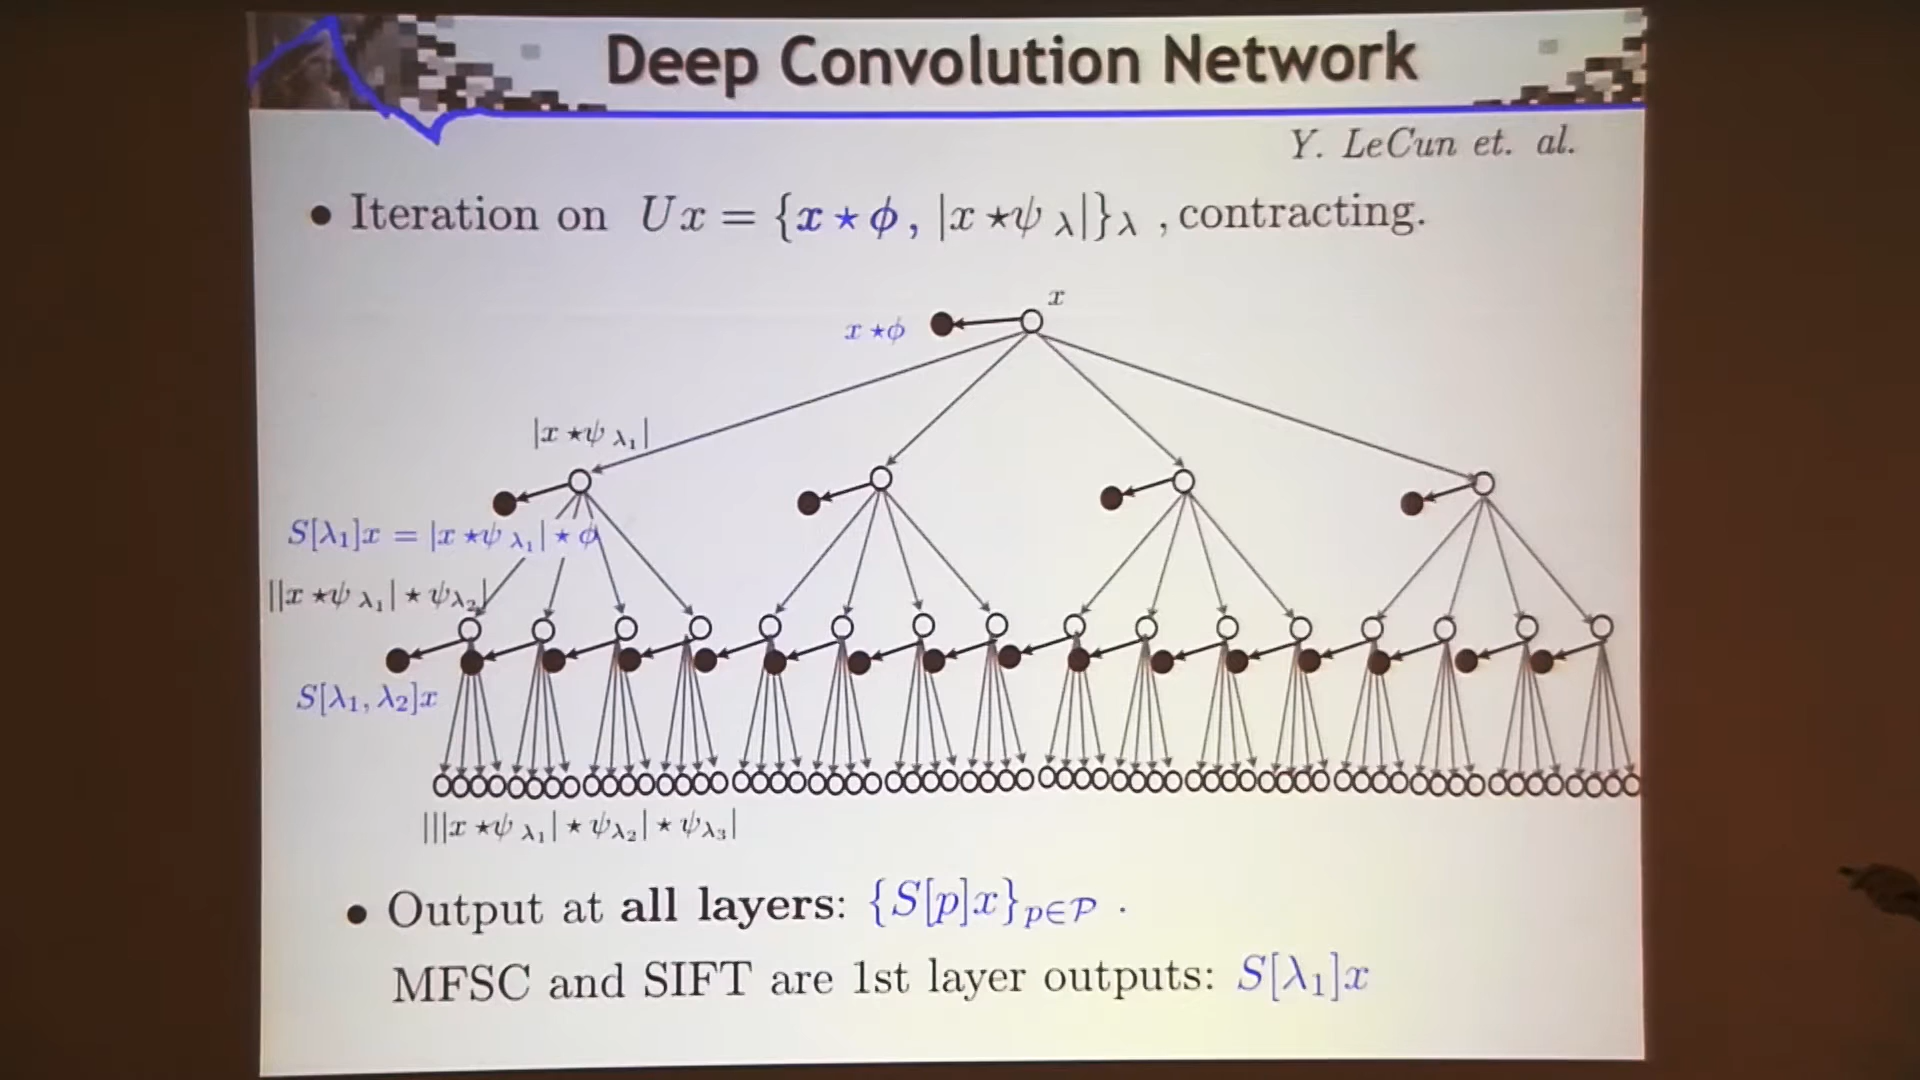 Deep Convolution Network
Y. LeCun et. al.
• Iteration on Ux = {x ⋆ ϕ, |x ⋆ψ λ|}λ , contracting.
x
x ⋆ϕ
|x ⋆ψ λ₁|
S[λ₁]x = |x ⋆ψ λ₁| ⋆ ϕ
||x ⋆ψ λ₁| ⋆ ψλ₂|
S[λ₁, λ₂]x
|||x ⋆ψ λ₁| ⋆ ψλ₂| ⋆ ψλ₃|
• Output at all layers: {S[p]x}p∈𝒫 .
MFSC and SIFT are 1st layer outputs: S[λ₁]x